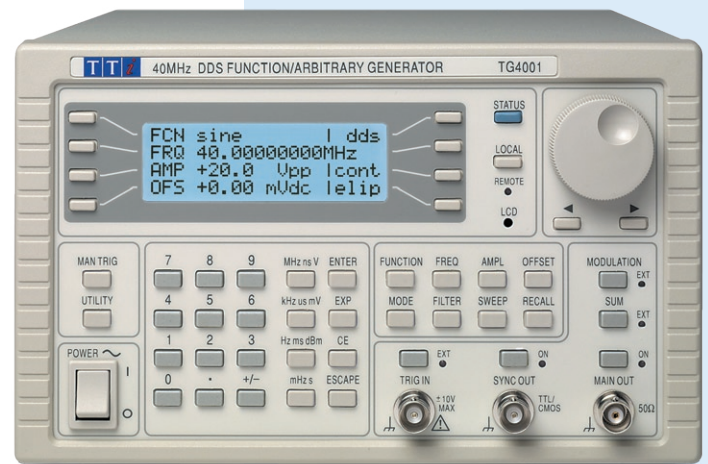 TTi 40MHz DDS FUNCTION/ARBITRARY GENERATOR TG4001
FCN sine | dds
FRQ 40.00000000MHz
AMP +20.0 Vpp |cont
OFS +0.00 mVdc |elip
STATUS
LOCAL
REMOTE
LCD
MAN TRIG
UTILITY
7 8 9 MHz ns V ENTER
4 5 6 kHz us mV EXP
1 2 3 Hz ms dBm CE
0 . +/− mHz s ESCAPE
FUNCTION FREQ AMPL OFFSET
MODE FILTER SWEEP RECALL
MODULATION
EXT
SUM
EXT
POWER
EXT
ON
ON
TRIG IN
±10V
MAX
SYNC OUT
TTL/
CMOS
MAIN OUT
50Ω